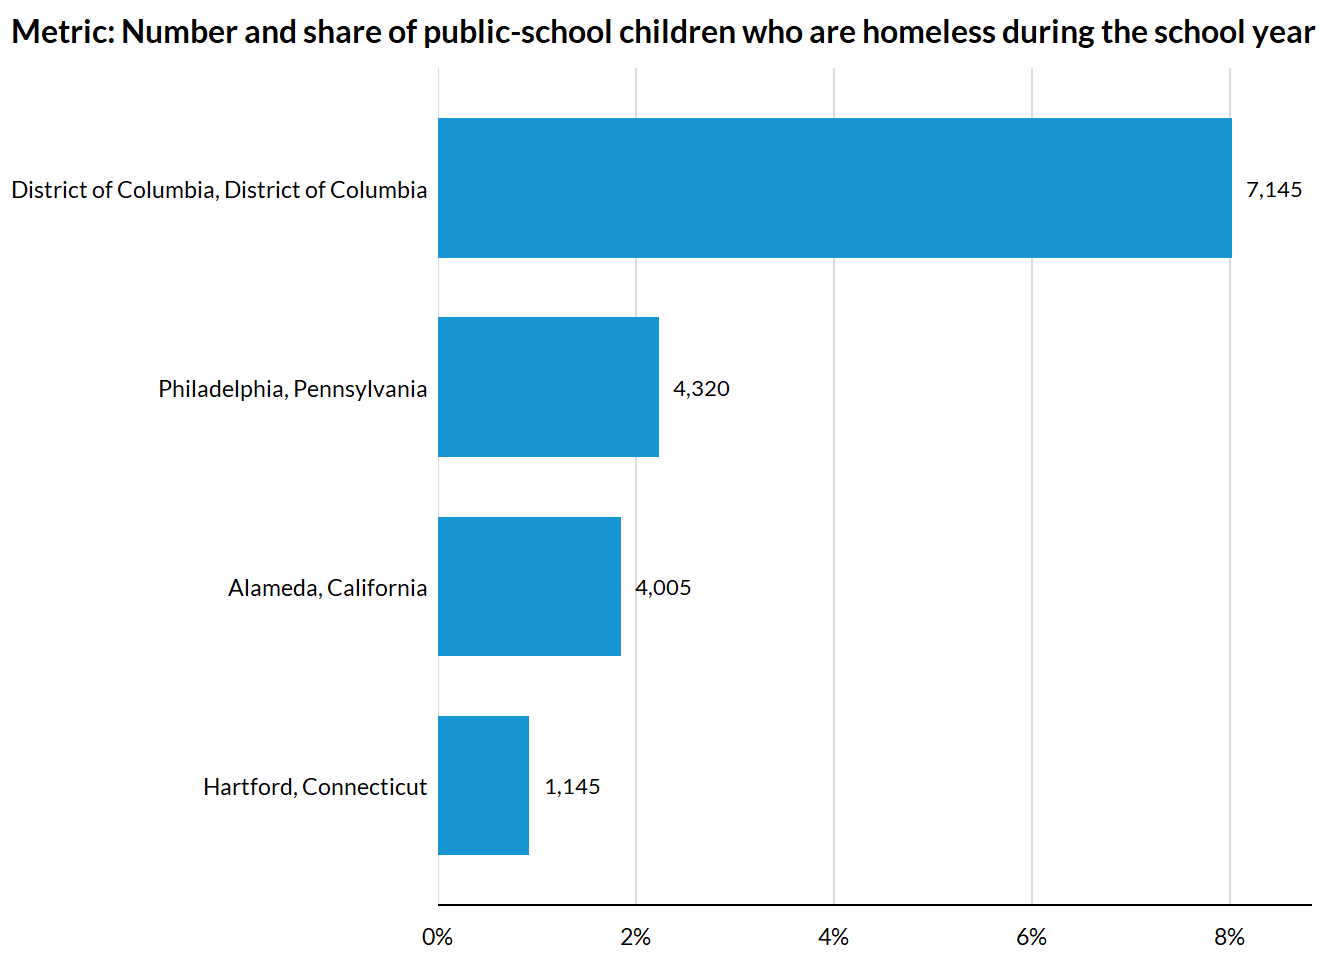 Metric: Number and share of public-school children who are homeless during the school year
District of Columbia, District of Columbia
7,145
Philadelphia, Pennsylvania
4,320
Alameda, California
4,005
Hartford, Connecticut
1,145
0% 2% 4% 6% 8%